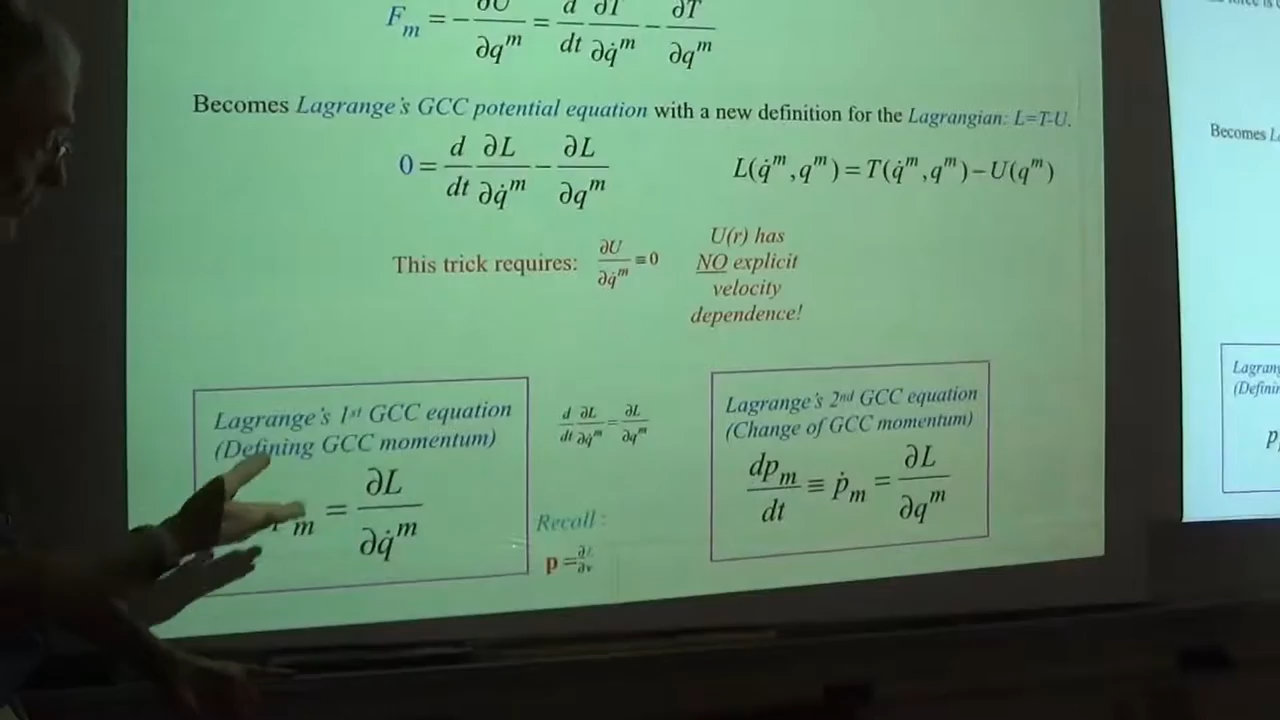 F_m = -∂U/∂q^m = d/dt ∂T/∂q̇^m - ∂T/∂q^m
Becomes Lagrange's GCC potential equation with a new definition for the Lagrangian: L=T-U.
0 = d/dt ∂L/∂q̇^m - ∂L/∂q^m
L(q̇^m, q^m) = T(q̇^m, q^m) - U(q^m)
This trick requires: ∂U/∂q̇^m ≡ 0
U(r) has
NO explicit
velocity
dependence!
Lagrange's 1st GCC equation
(Defining GCC momentum)
m = ∂L/∂q̇^m
d/dt ∂L/∂q̇^m = ∂L/∂q^m
Recall :
p = ∂L/∂v
Lagrange's 2nd GCC equation
(Change of GCC momentum)
dp_m/dt ≡ ṗ_m = ∂L/∂q^m
Becomes